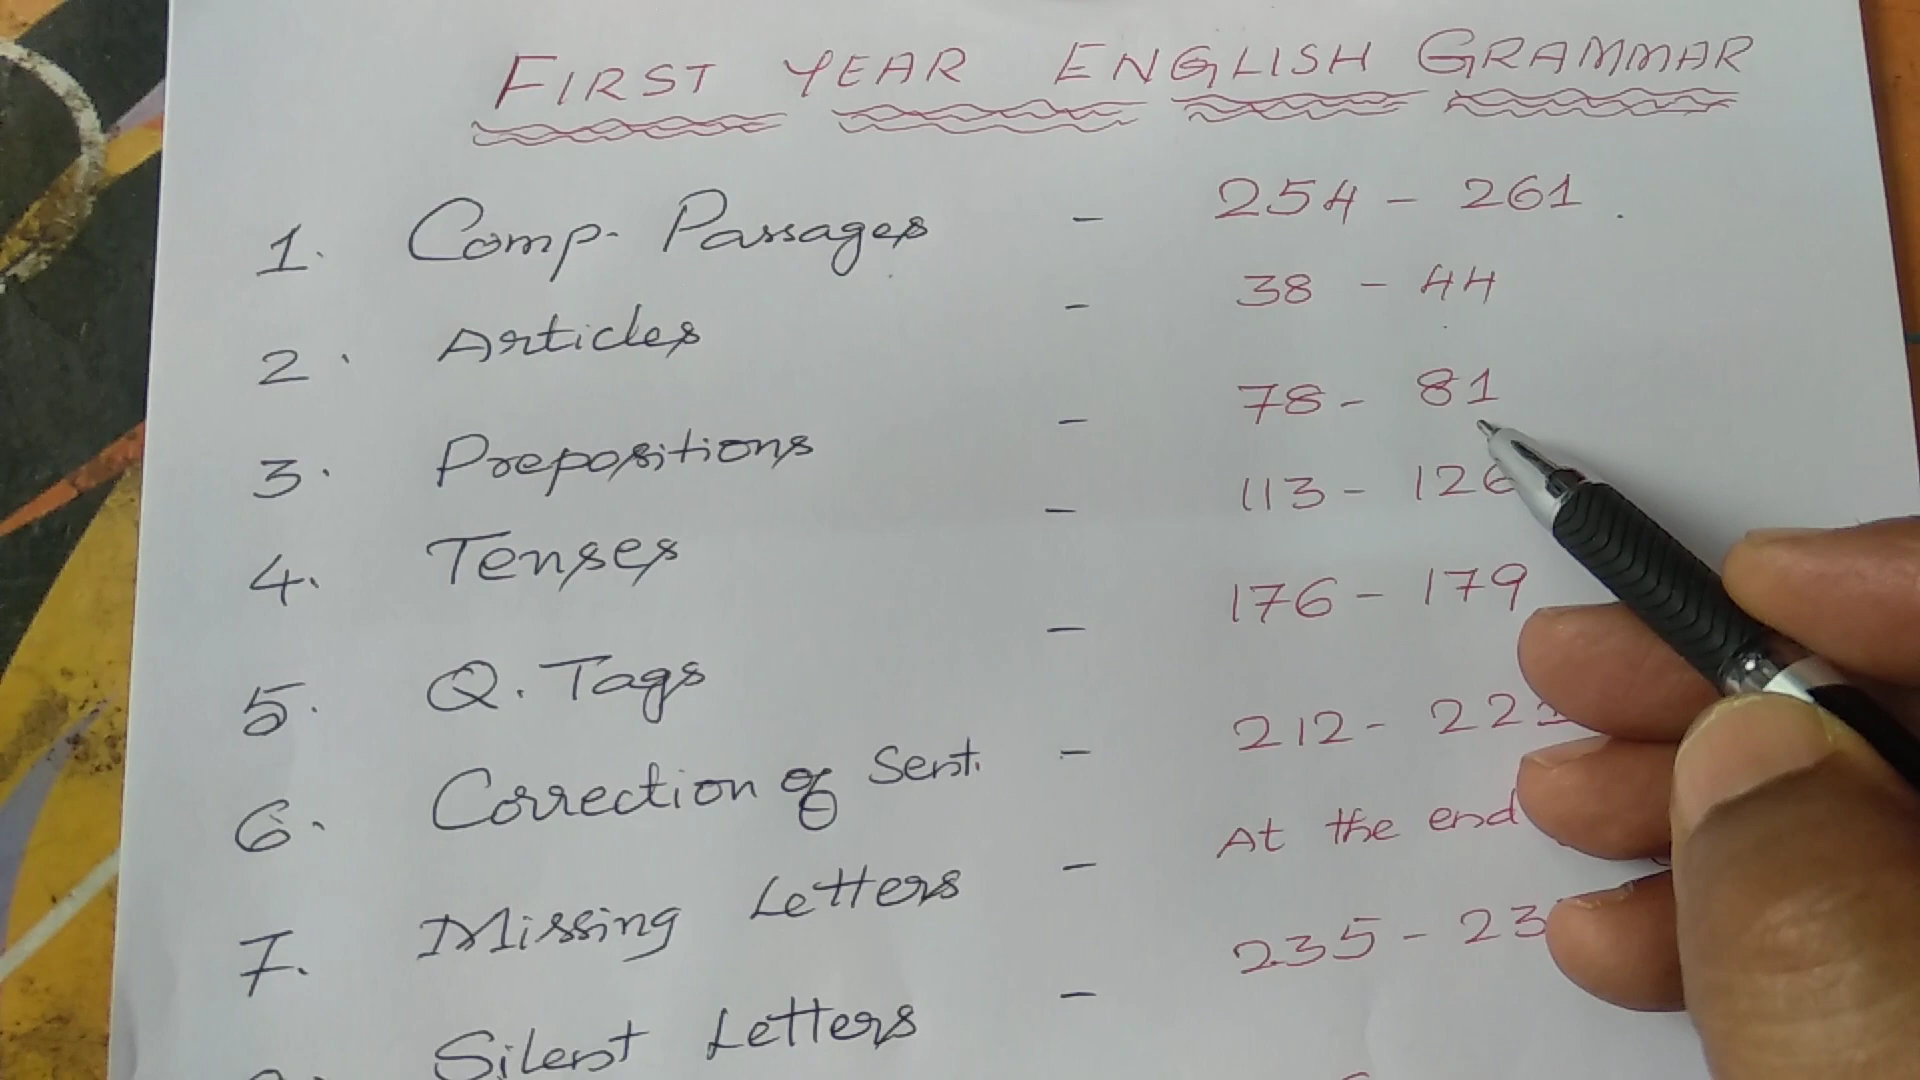 FIRST YEAR ENGLISH GRAMMAR
1. Comp. Passages - 254 - 261.
2. Articles - 38 - 44
3. Prepositions - 78 - 81
4. Tenses - 113 - 126
5. Q. Tags - 176 - 179
6. Correction of Sent. - 212 - 221
7. Missing Letters - At the end
Silent Letters - 235 -